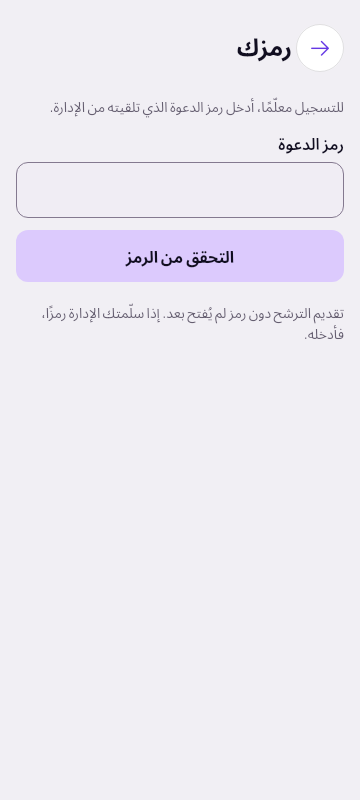 رمزك
للتسجيل معلّمًا، أدخل رمز الدعوة الذي تلقيته من الإدارة.
رمز الدعوة
التحقق من الرمز
تقديم الترشح دون رمز لم يُفتح بعد. إذا سلّمتك الإدارة رمزًا،
فأدخله.